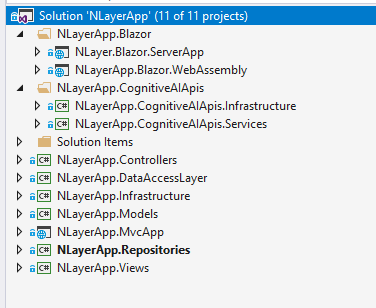 Solution 'NLayerApp' (11 of 11 projects)
NLayerApp.Blazor
NLayer.Blazor.ServerApp
NLayerApp.Blazor.WebAssembly
NLayerApp.CognitiveAIApis
NLayerApp.CognitiveAIApis.Infrastructure
NLayerApp.CognitiveAIApis.Services
Solution Items
C# NLayerApp.Controllers
C# NLayerApp.DataAccessLayer
C# NLayerApp.Infrastructure
C# NLayerApp.Models
NLayerApp.MvcApp
C# NLayerApp.Repositories
C# NLayerApp.Views